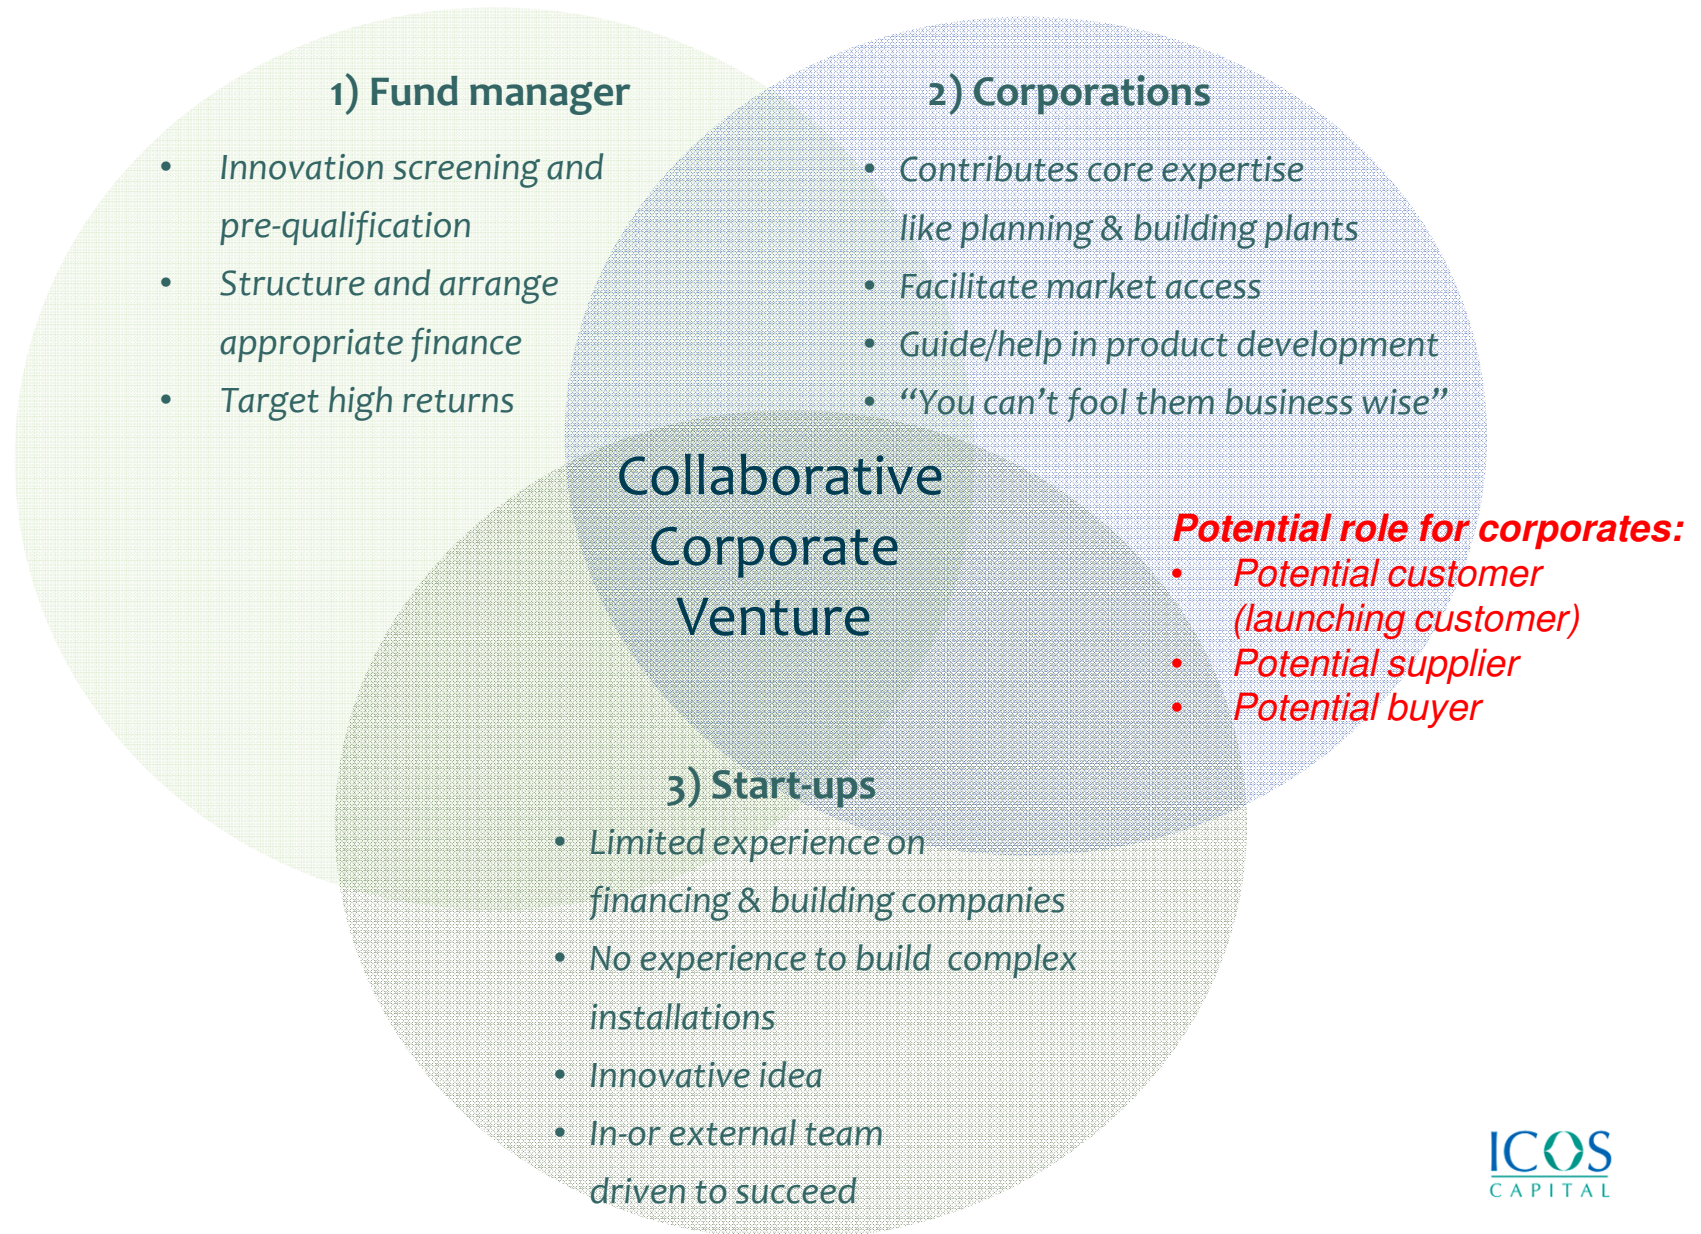 1) Fund manager
• Innovation screening and
pre-qualification
• Structure and arrange
appropriate finance
• Target high returns
2) Corporations
• Contributes core expertise
like planning & building plants
• Facilitate market access
• Guide/help in product development
• “You can’t fool them business wise”
Collaborative
Corporate
Venture
Potential role for corporates:
• Potential customer
(launching customer)
• Potential supplier
• Potential buyer
3) Start-ups
• Limited experience on
financing & building companies
• No experience to build  complex
installations
• Innovative idea
• In-or external team
driven to succeed
ICOS
CAPITAL